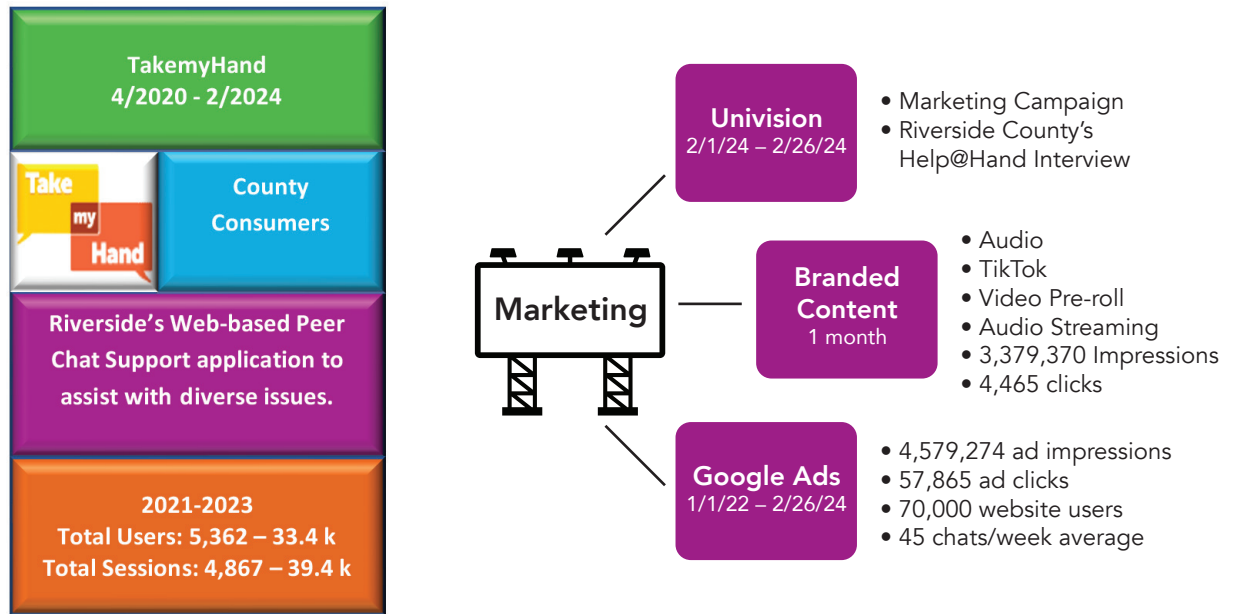 TakemyHand
4/2020 - 2/2024
Take
my
Hand
County
Consumers
Riverside's Web-based Peer
Chat Support application to
assist with diverse issues.
2021-2023
Total Users: 5,362 – 33.4 k
Total Sessions: 4,867 – 39.4 k
Marketing
Univision
2/1/24 – 2/26/24
• Marketing Campaign
• Riverside County's
Help@Hand Interview
Branded
Content
1 month
• Audio
• TikTok
• Video Pre-roll
• Audio Streaming
• 3,379,370 Impressions
• 4,465 clicks
Google Ads
1/1/22 – 2/26/24
• 4,579,274 ad impressions
• 57,865 ad clicks
• 70,000 website users
• 45 chats/week average